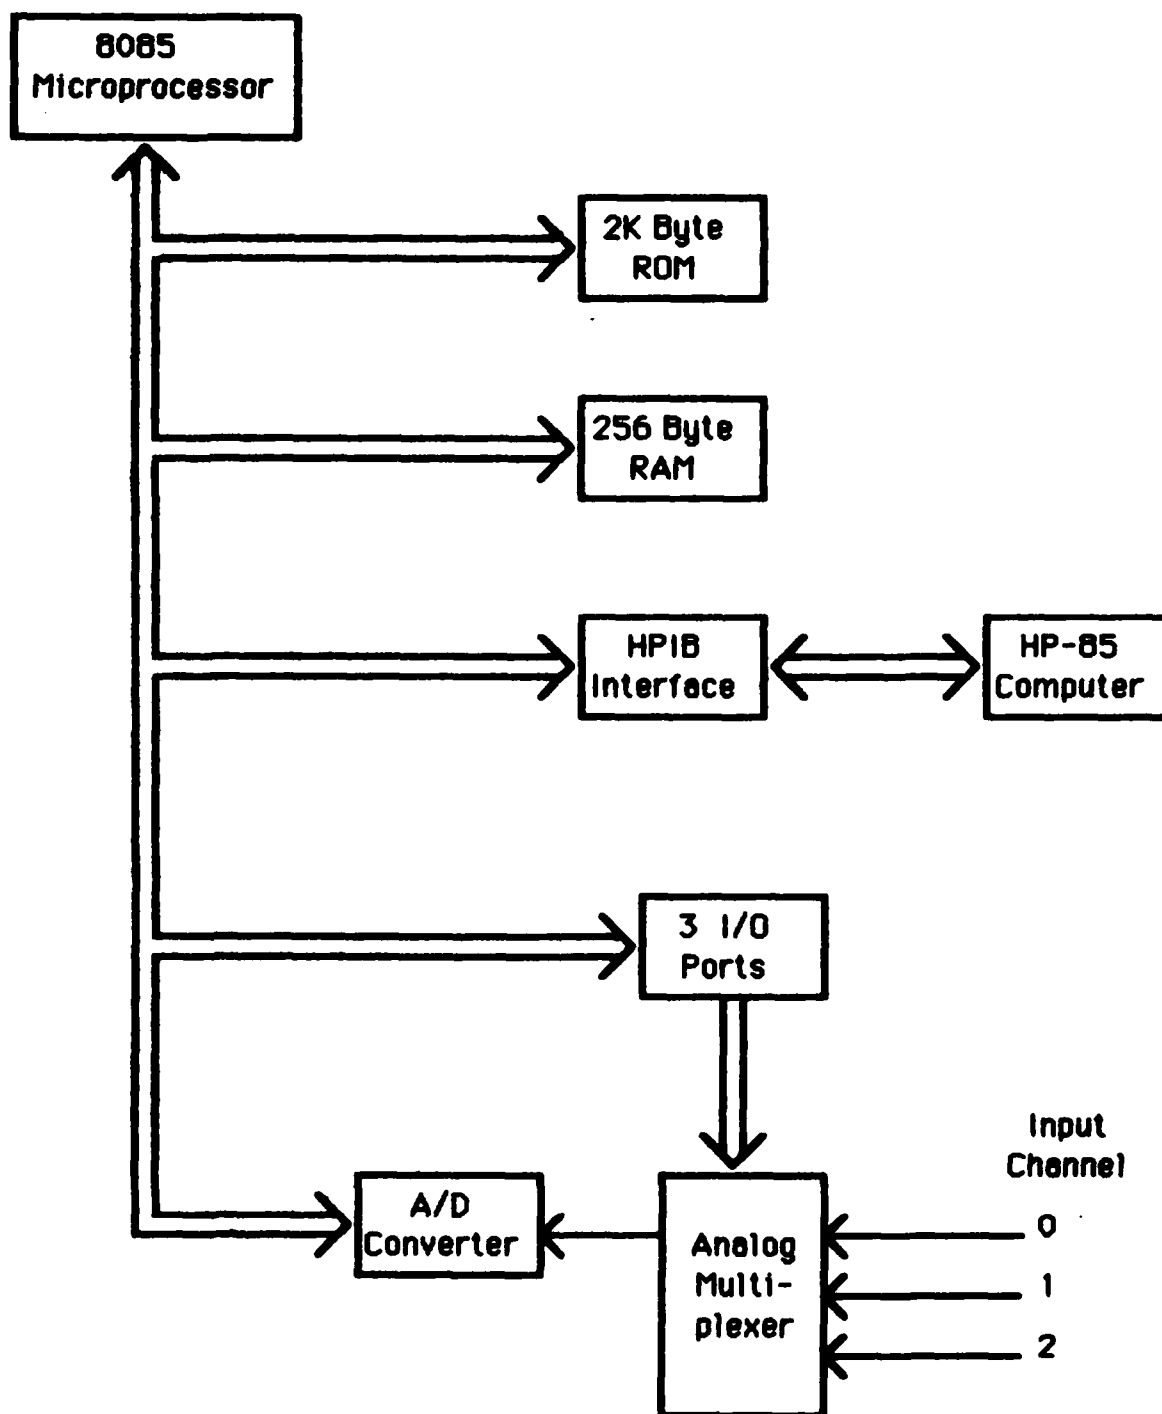 8085
Microprocessor
2K Byte
ROM
256 Byte
RAM
HPIB
Interface
HP-85
Computer
3 I/O
Ports
Input
Channel
A/D
Converter
Analog
Multi-
plexer
0
1
2